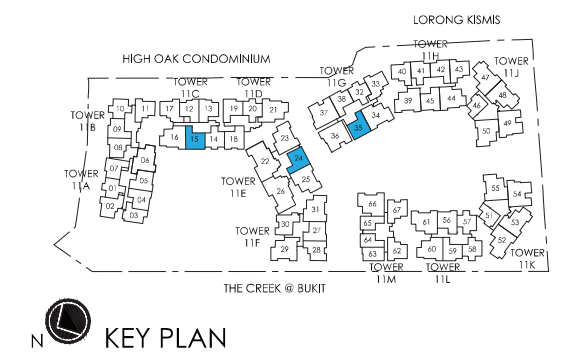 LORONG KISMIS
HIGH OAK CONDOMINIUM
TOWER 11H
TOWER 11J
TOWER 11G
TOWER 11C
TOWER 11D
40 41 42 43
47
33
32
38
48
10 11 17 12 13 19 20 21
37
34
39 45 44
46
TOWER 11B
09
16 15 14 18
23
36 35
50 49
08
06
22
24
07
05
25
TOWER 11A
01
04
TOWER 11E
26
55 54
02
03
31
66
67
51
53
30
27
65
61 56 57
52
TOWER 11F
29 28
64
63 62
60 59 58
TOWER 11K
TOWER 11M
TOWER 11L
THE CREEK @ BUKIT
N
KEY PLAN